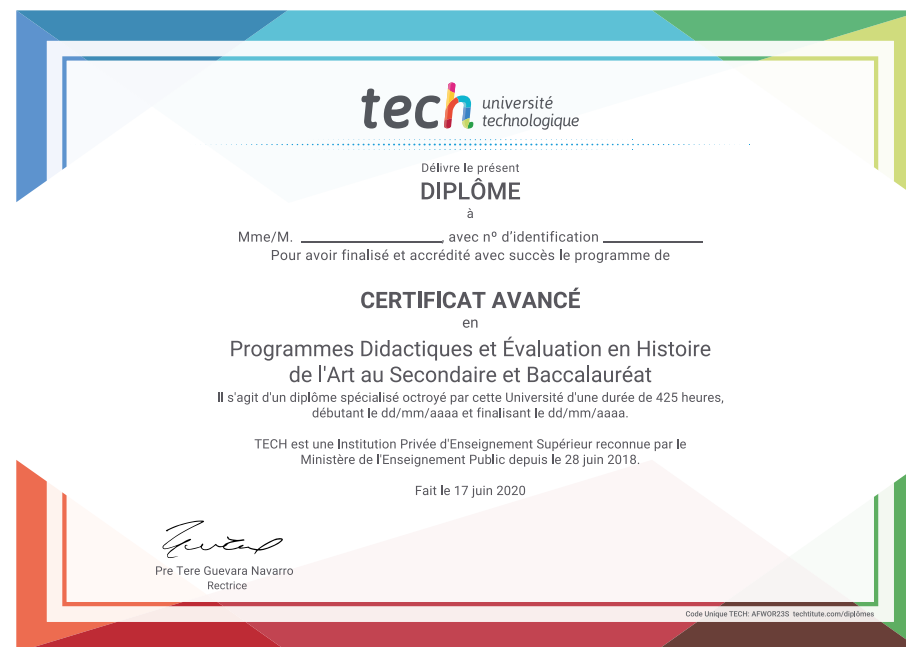 tech université
technologique
Délivre le présent
DIPLÔME
à
Mme/M. ____________________, avec nº d'identification ______________
Pour avoir finalisé et accrédité avec succès le programme de
CERTIFICAT AVANCÉ
en
Programmes Didactiques et Évaluation en Histoire
de l'Art au Secondaire et Baccalauréat
Il s'agit d'un diplôme spécialisé octroyé par cette Université d'une durée de 425 heures,
débutant le dd/mm/aaaa et finalisant le dd/mm/aaaa.
TECH est une Institution Privée d'Enseignement Supérieur reconnue par le
Ministère de l'Enseignement Public depuis le 28 juin 2018.
Fait le 17 juin 2020
Pre Tere Guevara Navarro
Rectrice
Code Unique TECH: AFWOR23S techtitute.com/diplômes